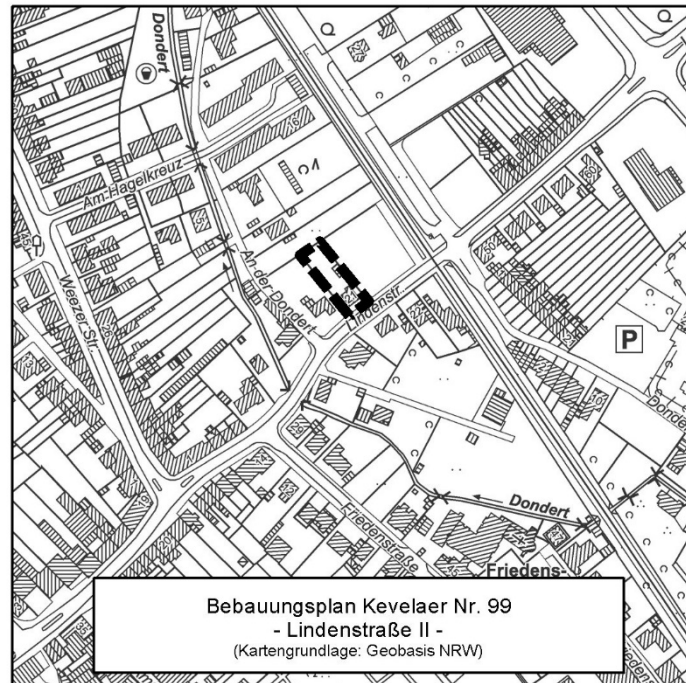 Dondert
Am-Hagelkreuz
Weezer-Str.
An-der-Dondert
Lindenstr.
P
Dondert
Friedenstraße
Friedens-
Bebauungsplan Kevelaer Nr. 99
- Lindenstraße II -
(Kartengrundlage: Geobasis NRW)